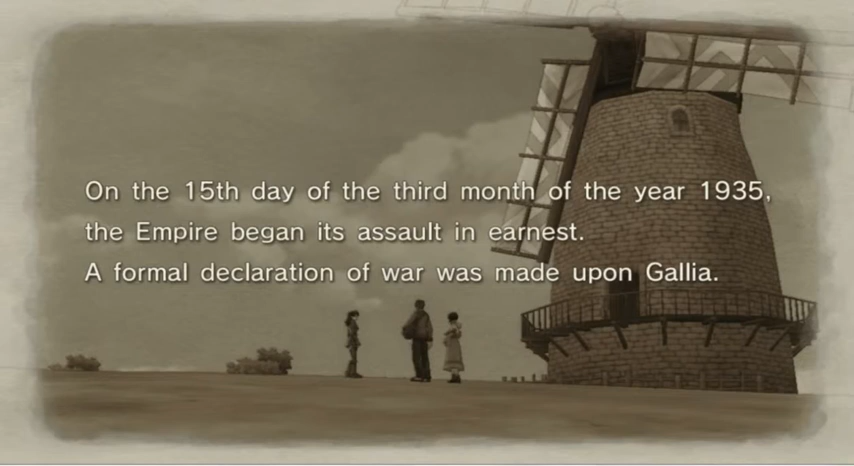 On the 15th day of the third month of the year 1935,
the Empire began its assault in earnest.
A formal declaration of war was made upon Gallia.